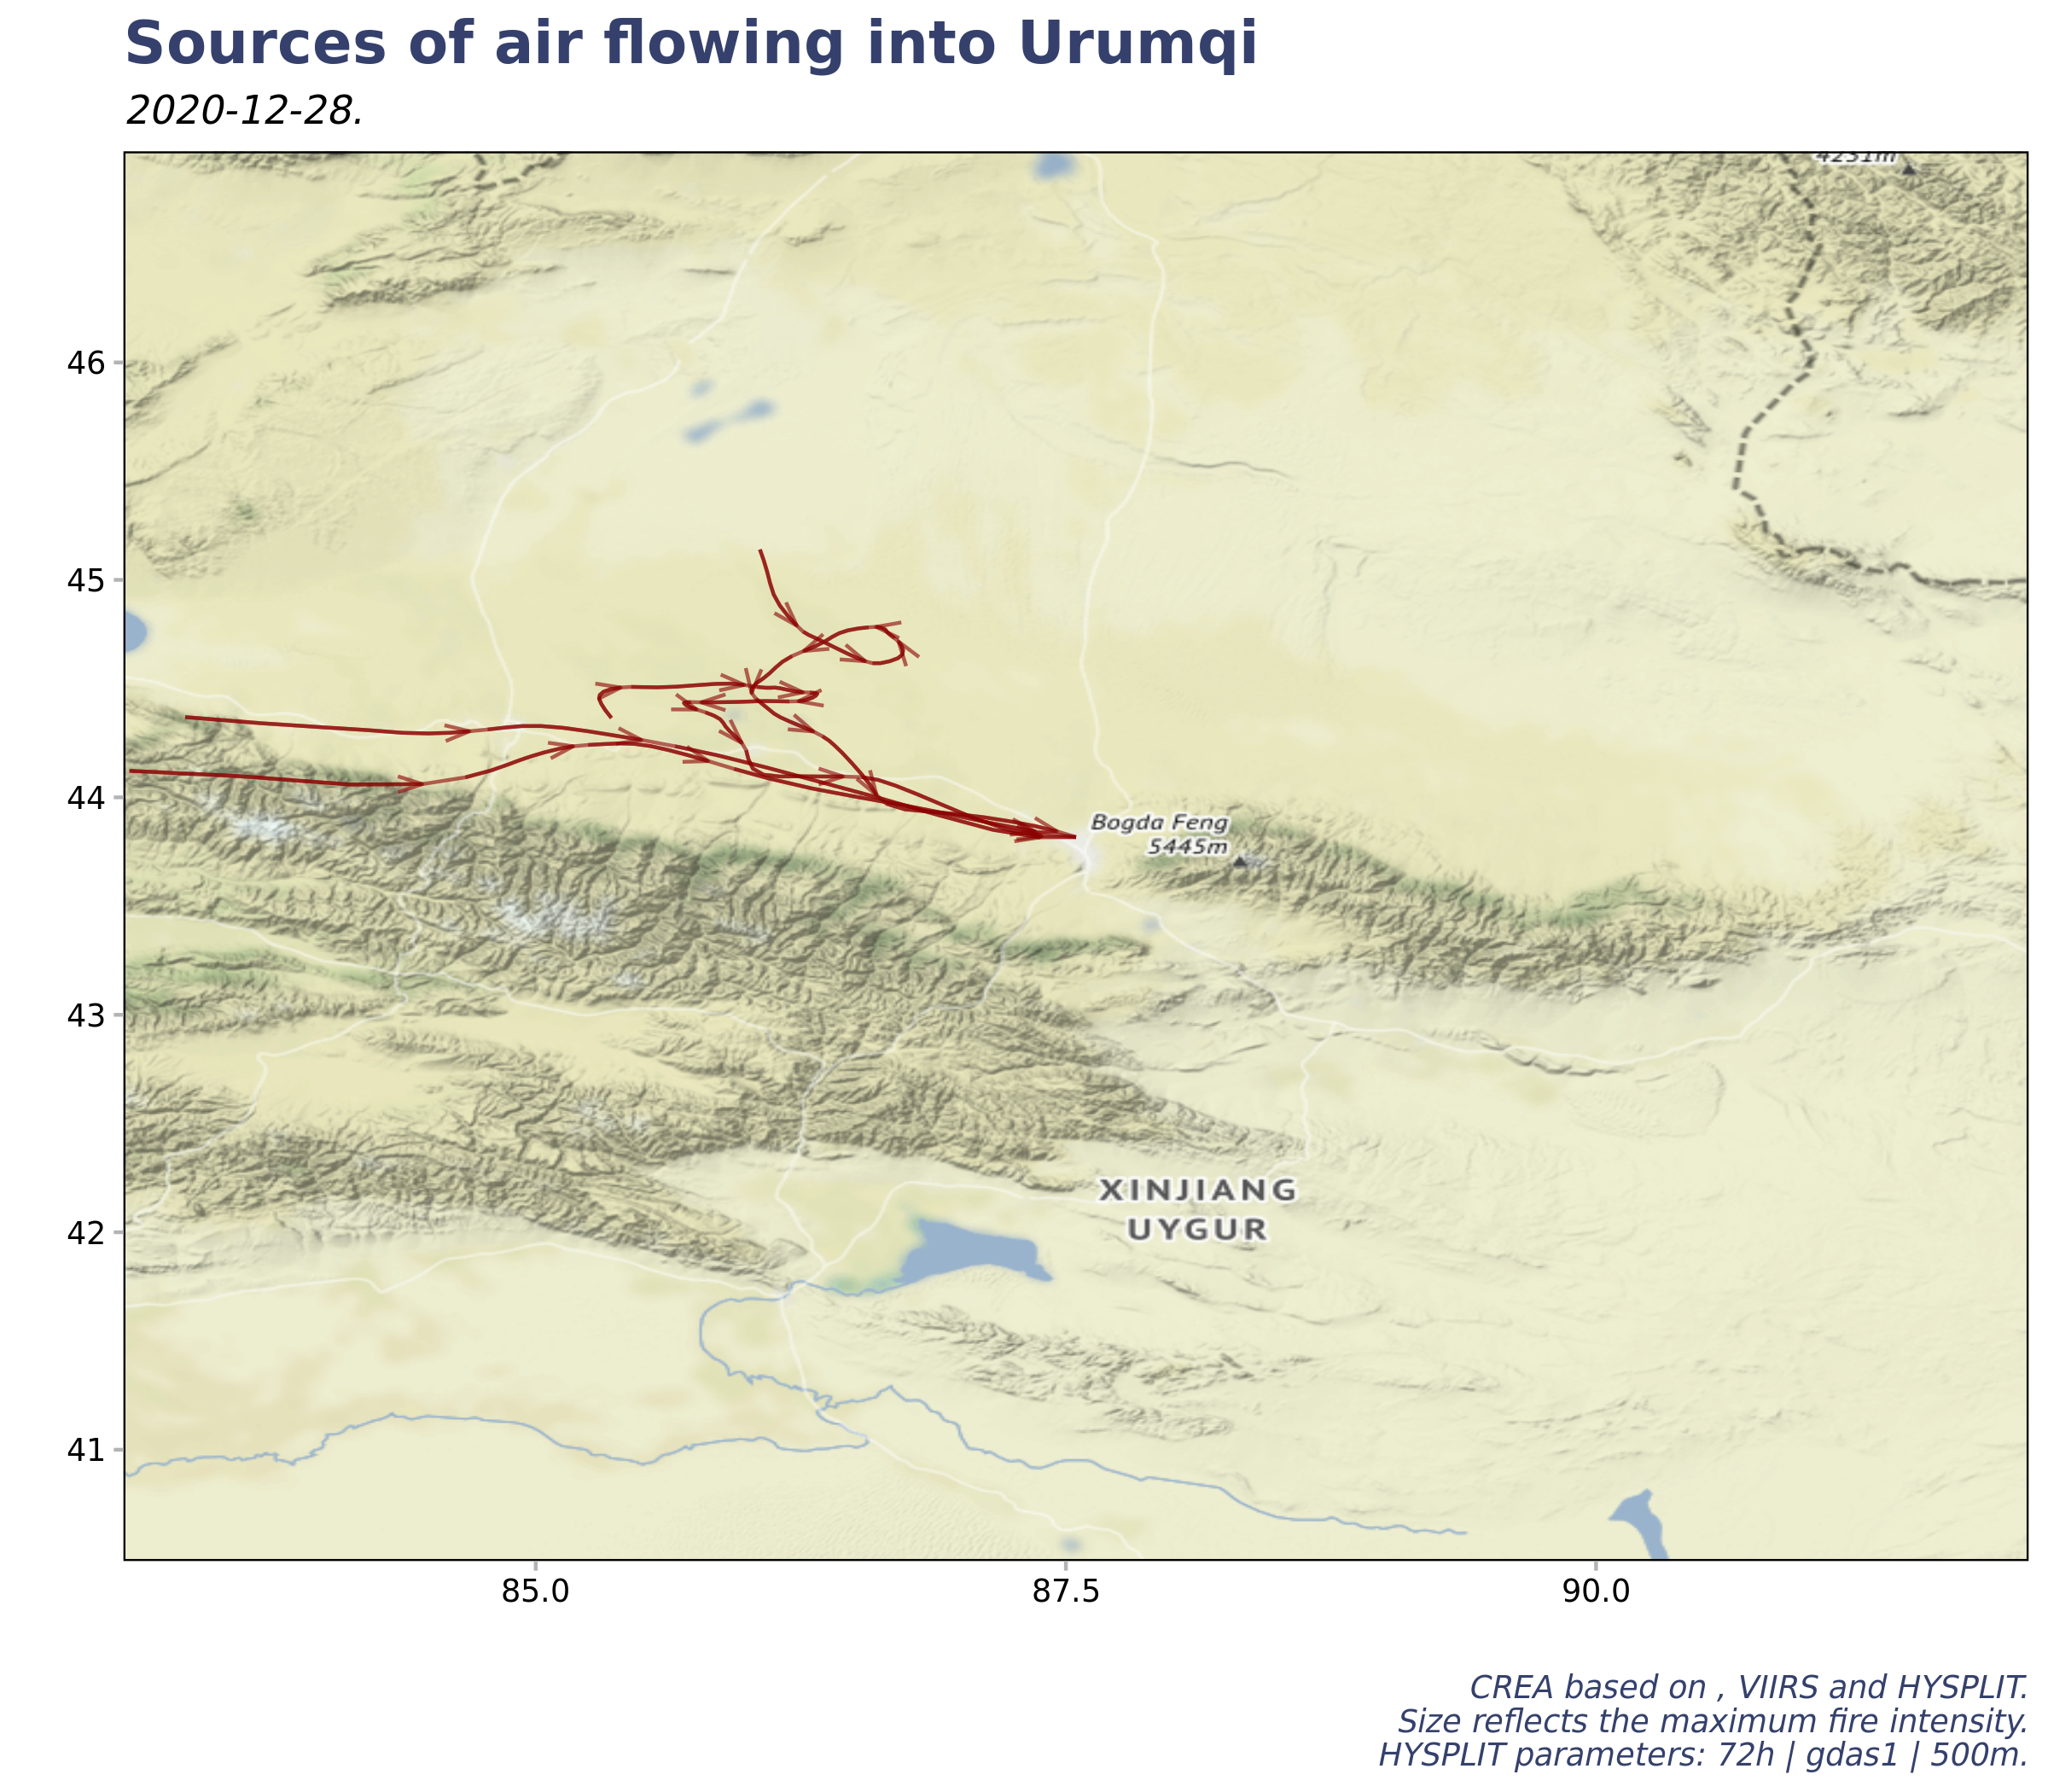 Sources of air flowing into Urumqi
2020-12-28.
4231m
46
45
44
Bogda Feng
5445m
43
XINJIANG
UYGUR
42
41
85.0 87.5 90.0
CREA based on , VIIRS and HYSPLIT.
Size reflects the maximum fire intensity.
HYSPLIT parameters: 72h | gdas1 | 500m.